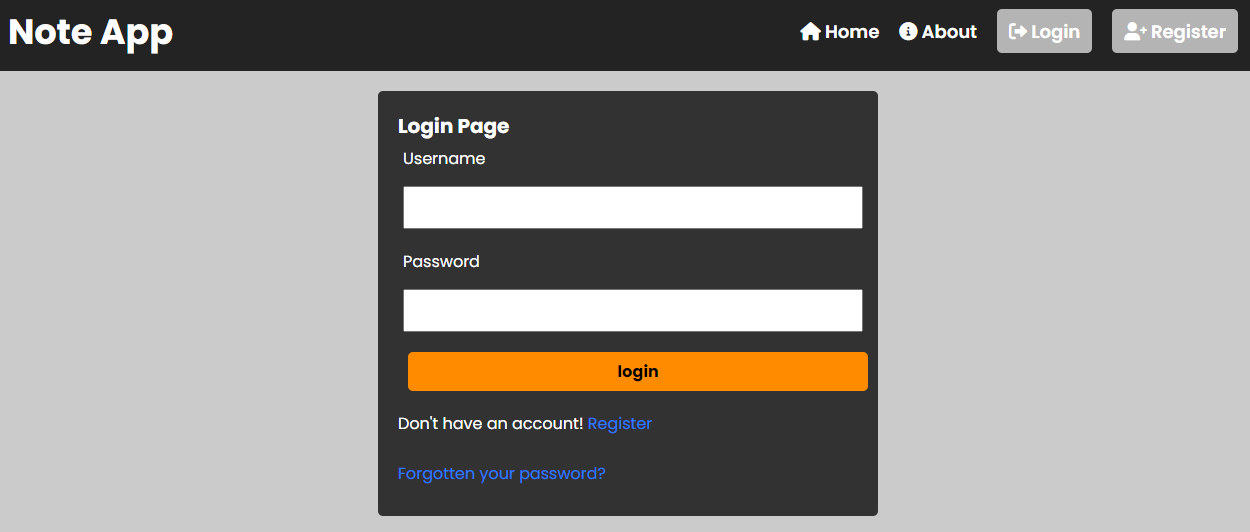 Note App
Home About Login Register
Login Page
Username
Password
login
Don't have an account! Register
Forgotten your password?